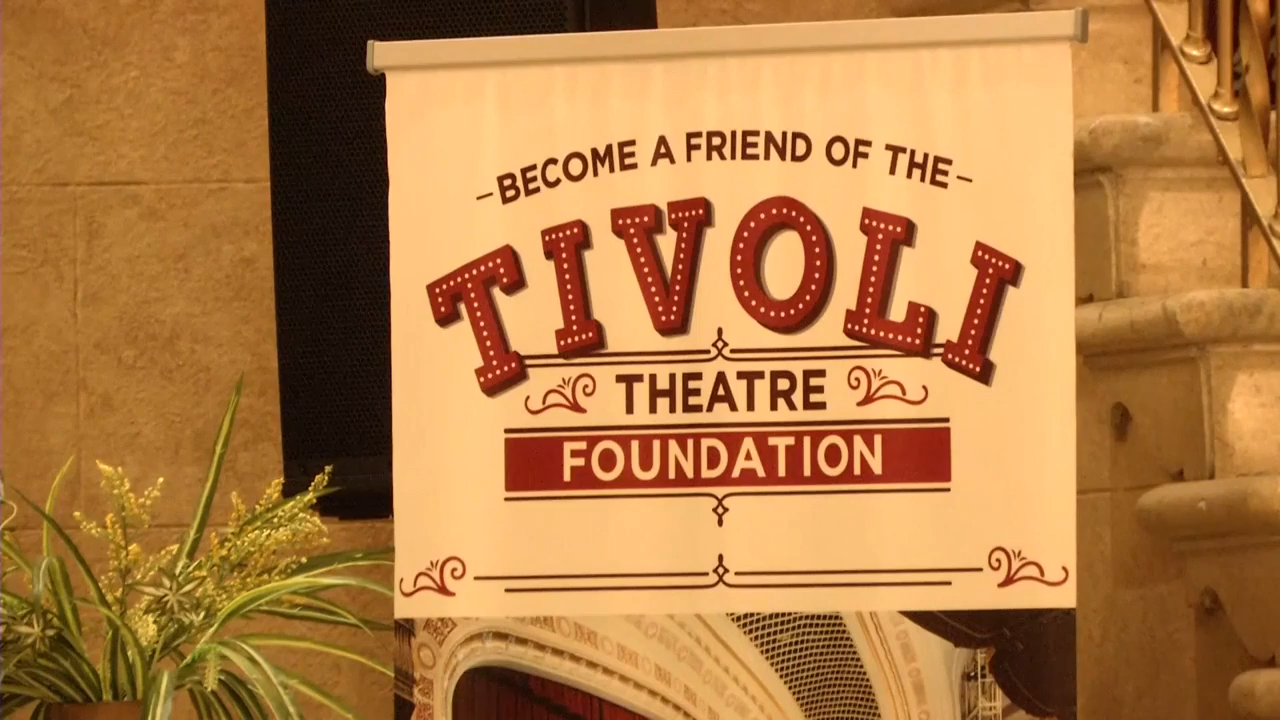 -BECOME A FRIEND OF THE-
TIVOLI
THEATRE
FOUNDATION